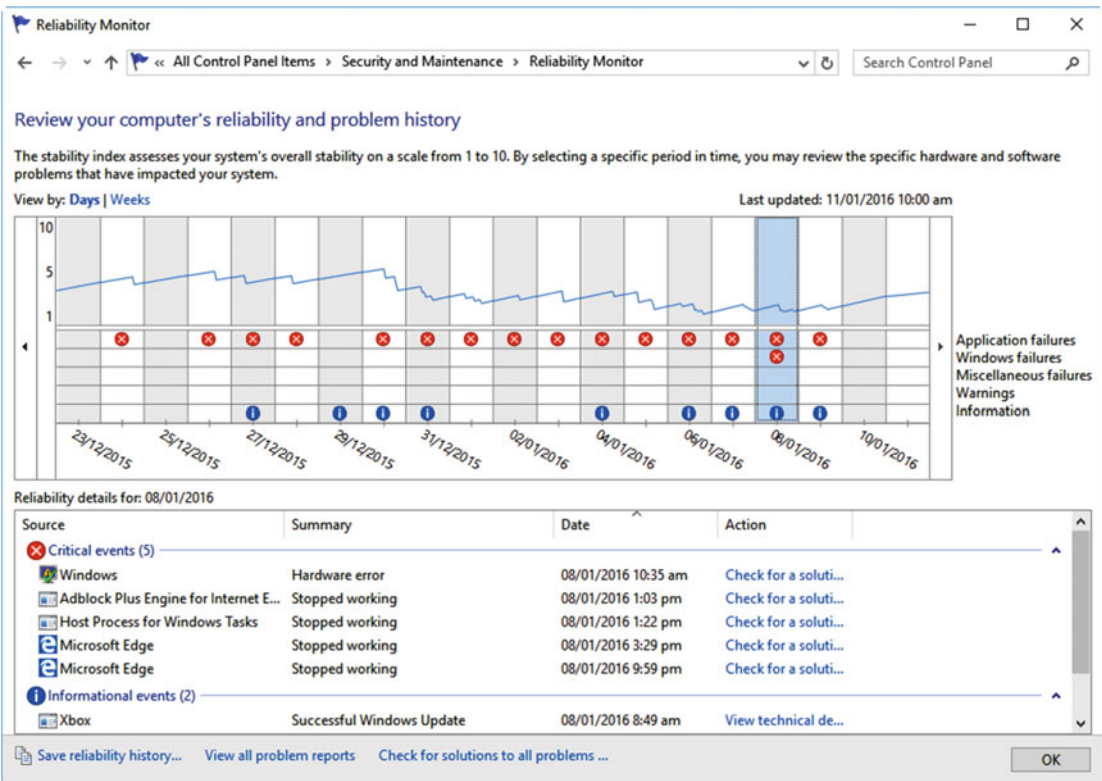 Reliability Monitor
« All Control Panel Items › Security and Maintenance › Reliability Monitor
Search Control Panel
Review your computer's reliability and problem history
The stability index assesses your system's overall stability on a scale from 1 to 10. By selecting a specific period in time, you may review the specific hardware and software
problems that have impacted your system.
View by: Days | Weeks
Last updated: 11/01/2016 10:00 am
10
5
1
Application failures
Windows failures
Miscellaneous failures
Warnings
Information
23/12/2015
25/12/2015
27/12/2015
29/12/2015
31/12/2015
02/01/2016
04/01/2016
06/01/2016
08/01/2016
10/01/2016
Reliability details for: 08/01/2016
Source Summary Date Action
Critical events (5)
Windows Hardware error 08/01/2016 10:35 am Check for a soluti...
Adblock Plus Engine for Internet E... Stopped working 08/01/2016 1:03 pm Check for a soluti...
Host Process for Windows Tasks Stopped working 08/01/2016 1:22 pm Check for a soluti...
Microsoft Edge Stopped working 08/01/2016 3:29 pm Check for a soluti...
Microsoft Edge Stopped working 08/01/2016 9:59 pm Check for a soluti...
Informational events (2)
Xbox Successful Windows Update 08/01/2016 8:49 am View technical de...
Save reliability history... View all problem reports Check for solutions to all problems ...
OK